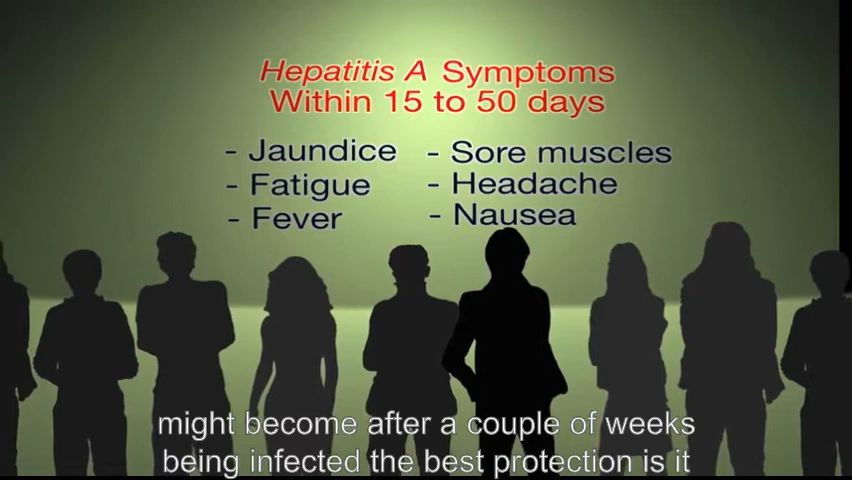 Hepatitis A Symptoms
Within 15 to 50 days
- Jaundice
- Fatigue
- Fever
- Sore muscles
- Headache
- Nausea
might become after a couple of weeks
being infected the best protection is it